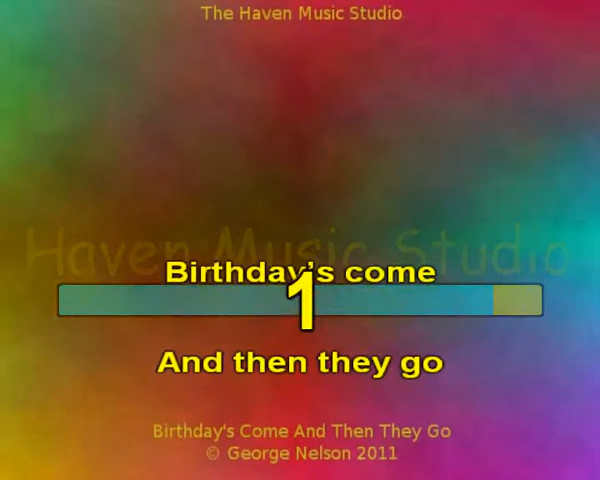 The Haven Music Studio
Haven Music Studio
Birthday's come
1
And then they go
Birthday's Come And Then They Go
© George Nelson 2011